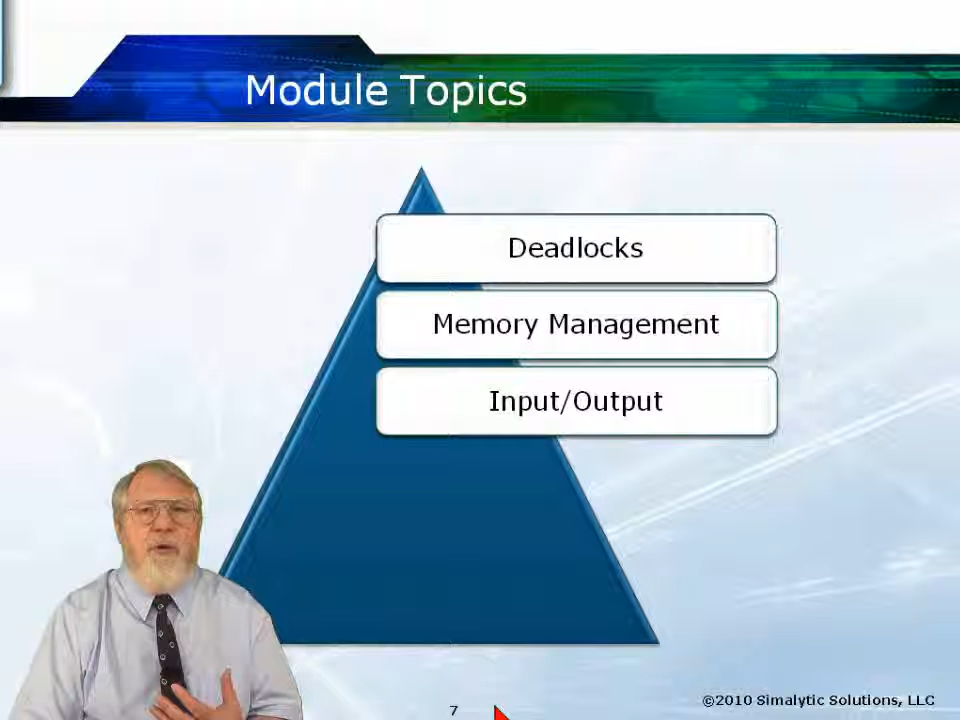 Module Topics
Deadlocks
Memory Management
Input/Output
7
©2010 Simalytic Solutions, LLC